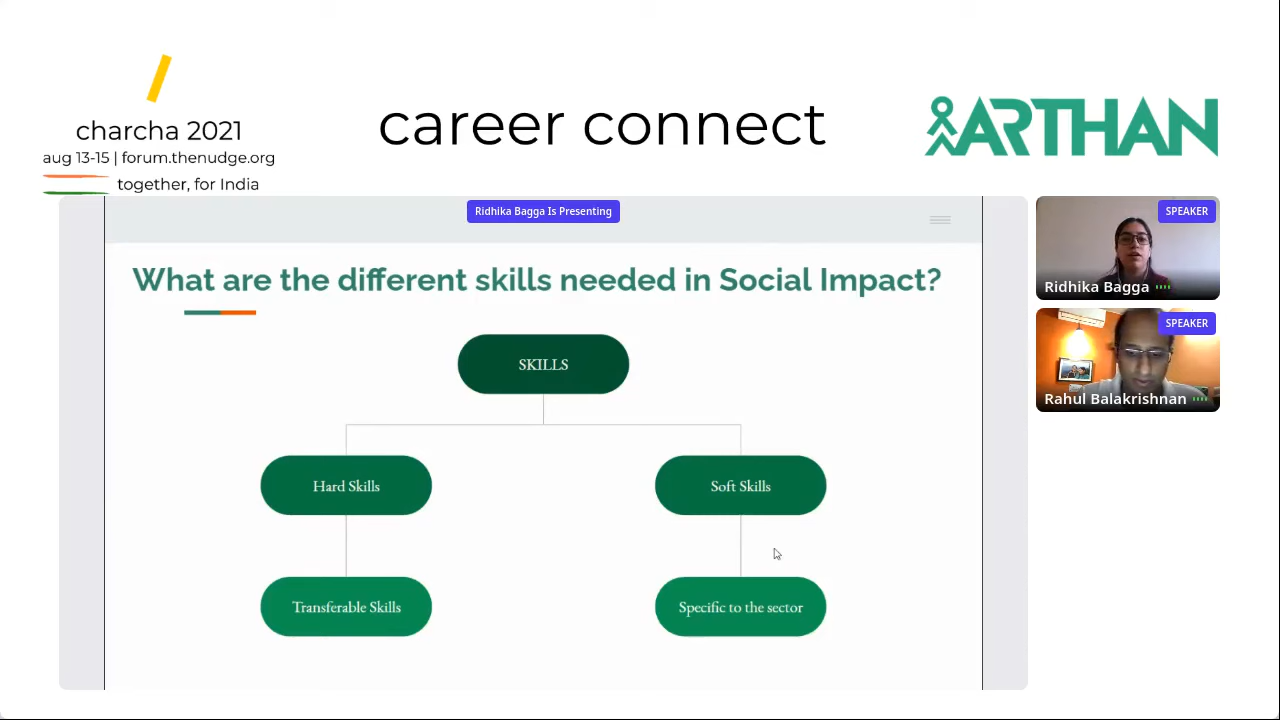 charcha 2021
aug 13-15 | forum.thenudge.org
together, for India
career connect
ARTHAN
Ridhika Bagga Is Presenting
What are the different skills needed in Social Impact?
SKILLS
Hard Skills
Soft Skills
Transferable Skills
Specific to the sector
SPEAKER
Ridhika Bagga
SPEAKER
Rahul Balakrishnan